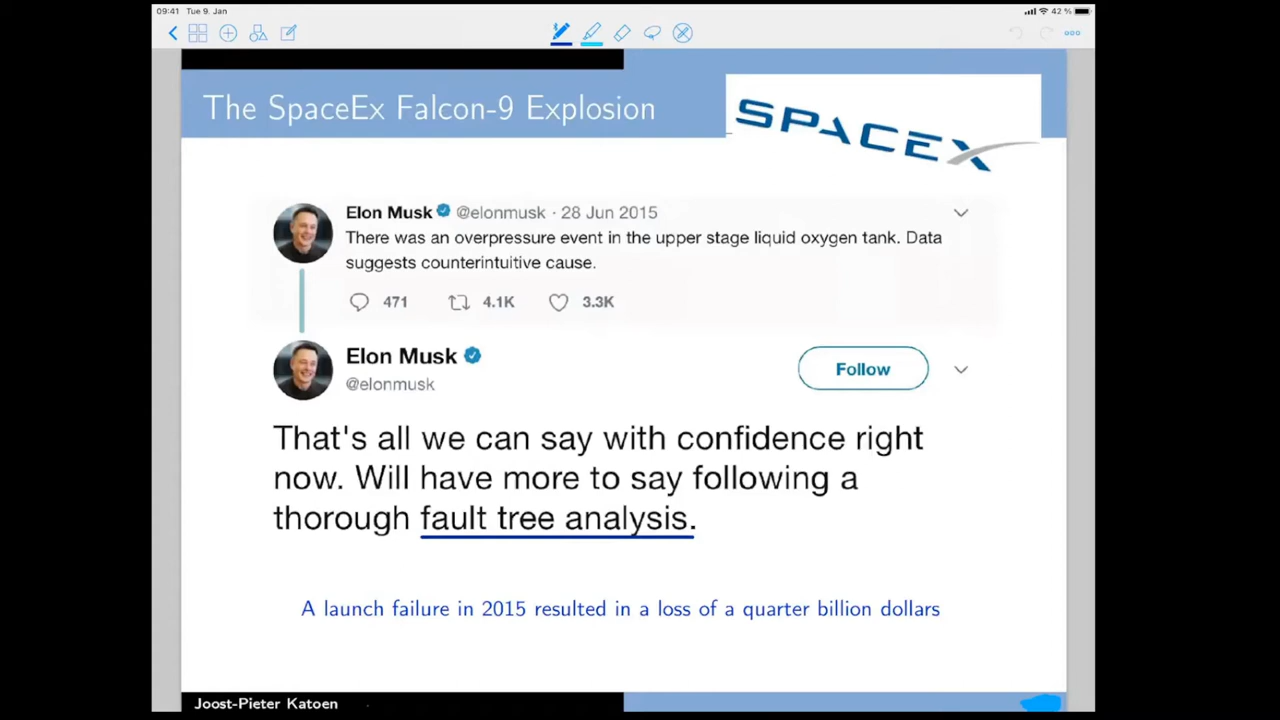 09:41 Tue 9. Jan 42 %
The SpaceEx Falcon-9 Explosion
SPACEX
Elon Musk @elonmusk · 28 Jun 2015
There was an overpressure event in the upper stage liquid oxygen tank. Data
suggests counterintuitive cause.
471 4.1K 3.3K
Elon Musk
@elonmusk
Follow
That's all we can say with confidence right
now. Will have more to say following a
thorough fault tree analysis.
A launch failure in 2015 resulted in a loss of a quarter billion dollars
Joost-Pieter Katoen